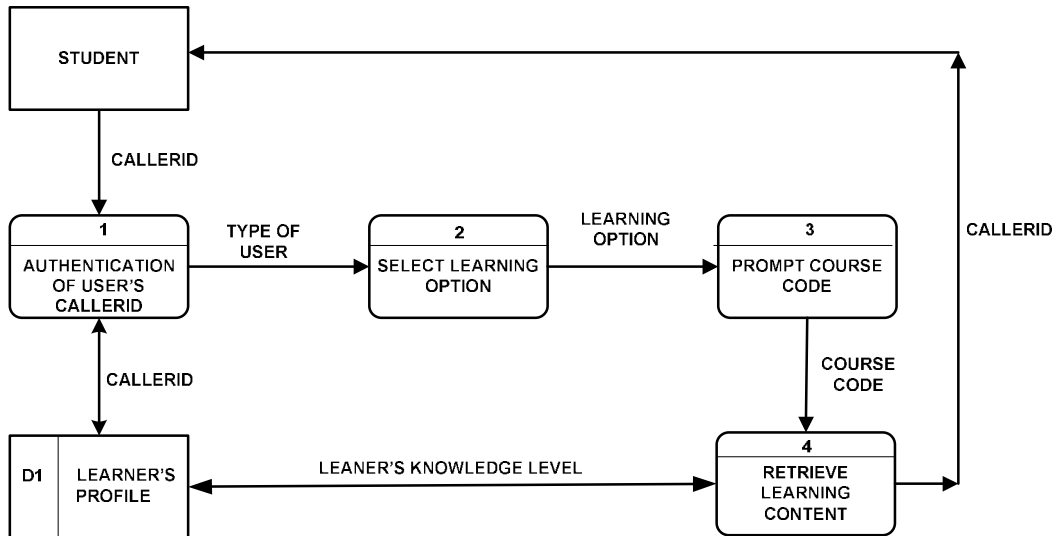 STUDENT
CALLERID
1
AUTHENTICATION
OF USER'S
CALLERID
TYPE OF
USER
2
SELECT LEARNING
OPTION
LEARNING
OPTION
3
PROMPT COURSE
CODE
CALLERID
CALLERID
COURSE
CODE
D1
LEARNER'S
PROFILE
LEANER'S KNOWLEDGE LEVEL
4
RETRIEVE
LEARNING
CONTENT